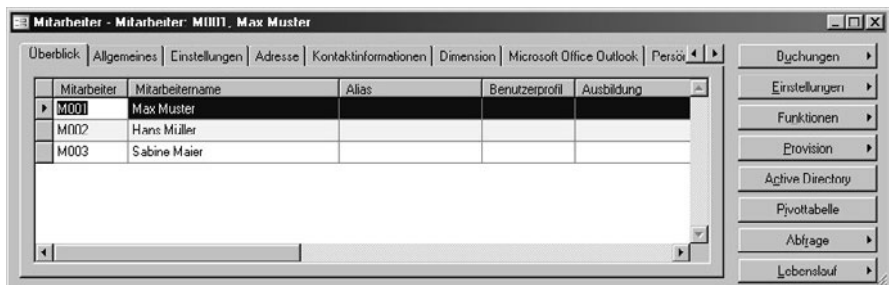 Mitarbeiter - Mitarbeiter: M001, Max Muster
Überblick Allgemeines Einstellungen Adresse Kontaktinformationen Dimension Microsoft Office Outlook Persö
Mitarbeiter Mitarbeitername Alias Benutzerprofil Ausbildung
M001 Max Muster
M002 Hans Müller
M003 Sabine Maier
Buchungen
Einstellungen
Funktionen
Provision
Active Directory
Pivottabelle
Abfrage
Lebenslauf